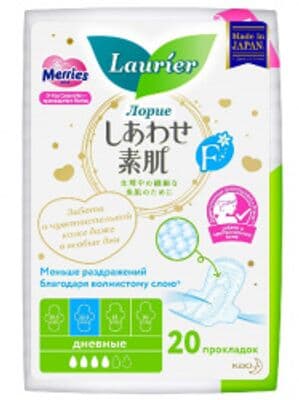 Made in
JAPAN
Merries
Laurier
Лорие
しあわせ
素肌
F
生理中の繊細な
素肌のために
Забота
о чувствительной
коже даже
в особые дни
Меньше раздражений
благодаря волнистому слою*
дневные
20 прокладок
Kao